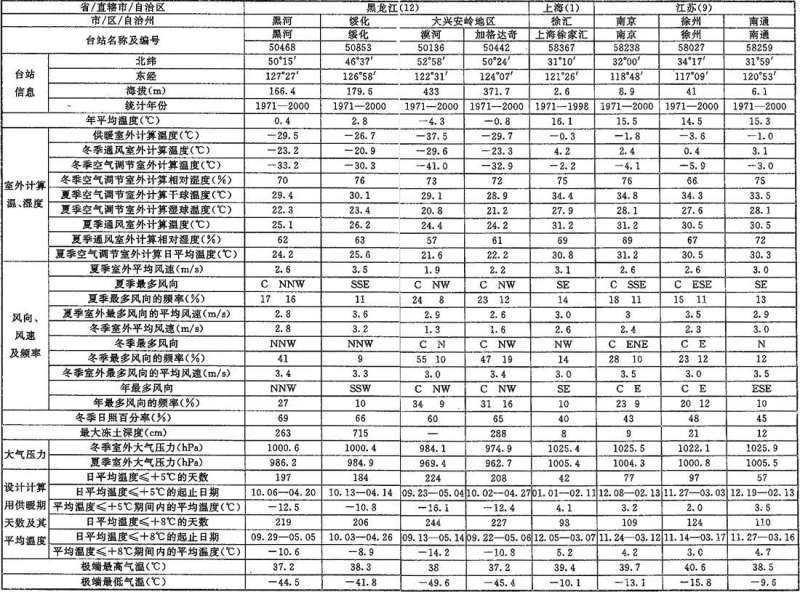 省/直辖市/自治区 黑龙江(12) 上海(1) 江苏(9)
市/区/自治州 黑河 绥化 大兴安岭地区 徐汇 南京 徐州 南通
台站名称及编号 黑河 绥化 漠河 加格达奇 上海徐家汇 南京 徐州 南通
50468 50853 50136 50442 58367 58238 58027 58259
台站信息
北纬 50°15′ 46°37′ 52°58′ 50°24′ 31°10′ 32°00′ 34°17′ 31°59′
东经 127°27′ 126°58′ 122°31′ 124°07′ 121°26′ 118°48′ 117°09′ 120°53′
海拔(m) 166.4 179.6 433 371.7 2.6 8.9 41 6.1
统计年份 1971—2000 1971—2000 1971—2000 1971—2000 1971—1998 1971—2000 1971—2000 1971—2000
年平均温度(℃) 0.4 2.8 −4.3 −0.8 16.1 15.5 14.5 15.3
室外计算温、湿度
供暖室外计算温度(℃) −29.5 −26.7 −37.5 −29.7 −0.3 −1.8 −3.6 −1.0
冬季通风室外计算温度(℃) −23.2 −20.9 −29.6 −23.3 4.2 2.4 0.4 3.1
冬季空气调节室外计算温度(℃) −33.2 −30.3 −41.0 −32.9 −2.2 −4.1 −5.9 −3.0
冬季空气调节室外计算相对湿度(%) 70 76 73 72 75 76 66 75
夏季空气调节室外计算干球温度(℃) 29.4 30.1 29.1 28.9 34.4 34.8 34.3 33.5
夏季空气调节室外计算湿球温度(℃) 22.3 23.4 20.8 21.2 27.9 28.1 27.6 28.1
夏季通风室外计算温度(℃) 25.1 26.2 24.4 24.2 31.2 31.2 30.5 30.5
夏季通风室外计算相对湿度(%) 62 63 57 61 69 69 67 72
夏季空气调节室外计算日平均温度(℃) 24.2 25.6 21.6 22.2 30.8 31.2 30.5 30.3
风向、风速及频率
夏季室外平均风速(m/s) 2.6 3.5 1.9 2.2 3.1 2.6 2.6 3.0
夏季最多风向 C NNW SSE C NW C NW SE C SSE C ESE SE
夏季最多风向的频率(%) 17 16 11 24 8 23 12 14 18 11 15 11 13
夏季室外最多风向的平均风速(m/s) 2.8 3.6 2.9 2.6 3.0 3 3.5 2.9
冬季室外平均风速(m/s) 2.8 3.2 1.3 1.6 2.6 2.4 2.3 3.0
冬季最多风向 NNW NNW C N C NW NW C ENE C E N
冬季最多风向的频率(%) 41 9 55 10 47 19 14 28 10 23 12 12
冬季室外最多风向的平均风速(m/s) 3.4 3.3 3.0 3.4 3.0 3.5 3.0 3.5
年最多风向 NNW SSW C NW C NW SE C E C E ESE
年最多风向的频率(%) 27 10 34 9 31 16 10 23 9 20 12 10
冬季日照百分率(%) 69 66 60 65 40 43 48 45
最大冻土深度(cm) 263 715 — 288 8 9 21 12
大气压力
冬季室外大气压力(hPa) 1000.6 1000.4 984.1 974.9 1025.4 1025.5 1022.1 1025.9
夏季室外大气压力(hPa) 986.2 984.9 969.4 962.7 1005.4 1004.3 1000.8 1005.5
设计计算用供暖期天数及其平均温度
日平均温度≤+5℃的天数 197 184 224 208 42 77 97 57
日平均温度≤+5℃的起止日期 10.06—04.20 10.13—04.14 09.23—05.04 10.02—04.27 01.01—02.11 12.08—02.13 11.27—03.03 12.19—02.13
平均温度≤+5℃期间内的平均温度(℃) −12.5 −10.8 −16.1 −12.4 4.1 3.2 2.0 3.6
日平均温度≤+8℃的天数 219 206 244 227 93 109 124 110
日平均温度≤+8℃的起止日期 09.29—05.05 10.03—04.26 09.13—05.14 09.22—05.06 12.05—03.07 11.24—03.12 11.14—03.17 11.27—03.16
平均温度≤+8℃期间内的平均温度(℃) −10.6 −8.9 −14.2 −10.8 5.2 4.2 3.0 4.7
极端最高气温(℃) 37.2 38.3 38 37.2 39.4 39.7 40.6 38.5
极端最低气温(℃) −44.5 −41.8 −49.6 −45.4 −10.1 −13.1 −15.8 −9.6